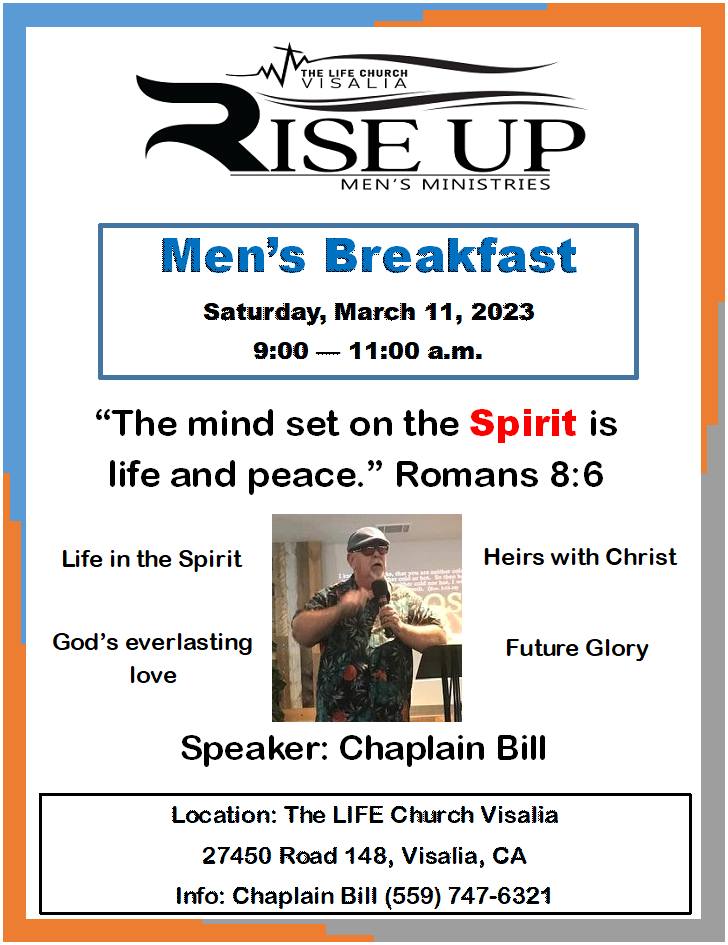 THE LIFE CHURCH
VISALIA
RISE UP
MEN'S MINISTRIES
Men's Breakfast
Saturday, March 11, 2023
9:00 — 11:00 a.m.
“The mind set on the Spirit is
life and peace.” Romans 8:6
Life in the Spirit
Heirs with Christ
God's everlasting
love
Future Glory
Speaker: Chaplain Bill
Location: The LIFE Church Visalia
27450 Road 148, Visalia, CA
Info: Chaplain Bill (559) 747-6321